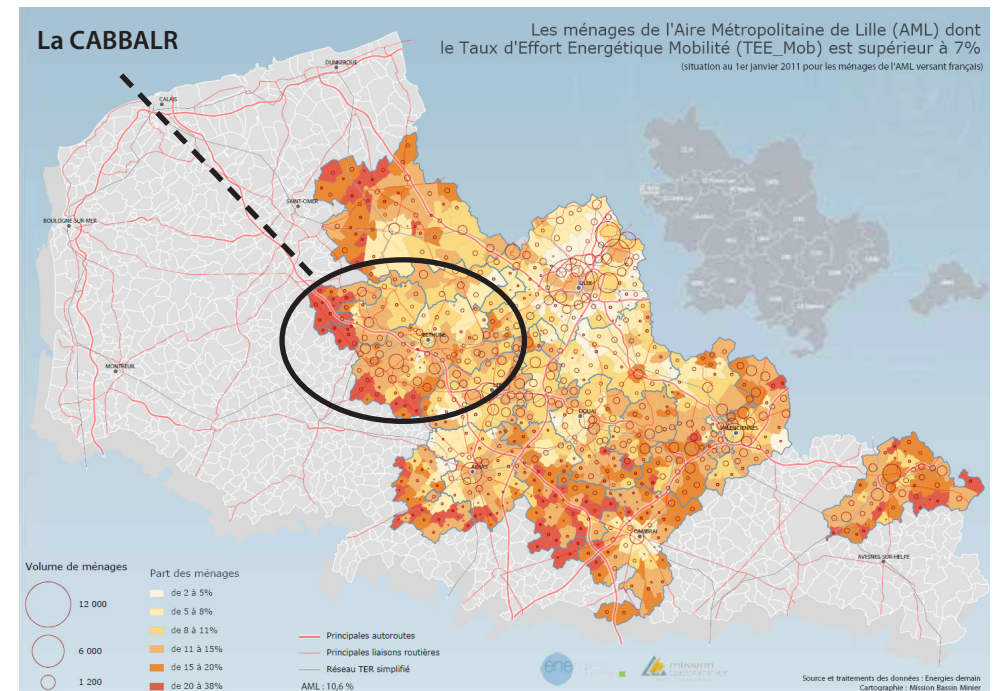 La CABBALR
Les ménages de l'Aire Métropolitaine de Lille (AML) dont
le Taux d'Effort Energétique Mobilité (TEE_Mob) est supérieur à 7%
(situation au 1er janvier 2011 pour les ménages de l'AML versant français)
DUNKERQUE
CALAIS
SAINT-OMER
BOULOGNE-SUR-MER
LILLE
BETHUNE
MONTREUIL
DOUAI
VALENCIENNES
ARRAS
CAMBRAI
AVESNES-SUR-HELPE
Volume de ménages
12 000
6 000
1 200
Part des ménages
de 2 à 5%
de 5 à 8%
de 8 à 11%
de 11 à 15%
de 15 à 20%
de 20 à 38%
Principales autoroutes
Principales liaisons routières
Réseau TER simplifié
AML : 10,6 %
mission
Source et traitements des données : Energies demain
Cartographie : Mission Bassin Minier